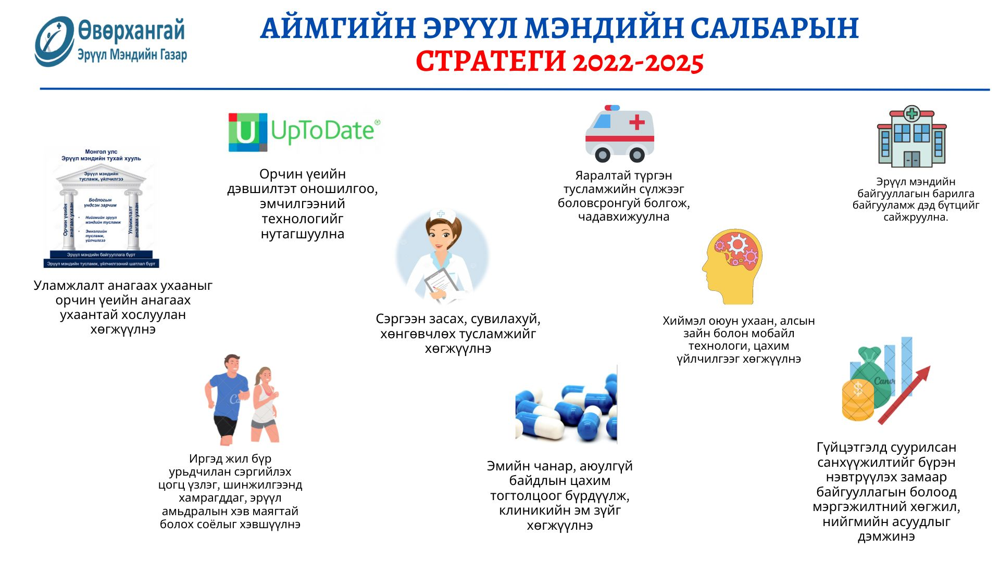 Өвөрхангай
Эрүүл Мэндийн Газар
АЙМГИЙН ЭРҮҮЛ МЭНДИЙН САЛБАРЫН
СТРАТЕГИ 2022-2025
Монгол улс
Эрүүл мэндийн тухай хууль
Эрүүл мэндийн
тусламж, үйлчилгээ
Орчин үеийн
анагаах ухаан
Бодлогын
үндсэн зарчим
• Нийгмийн эрүүл
мэндийн тусламж
• Эмнэлгийн
тусламж,
үйлчилгээ
Уламжлалт
анагаах ухаан
Эрүүл мэндийн байгууллага бүрт
Эрүүл мэндийн тусламж, үйлчилгээний шатлал бүрт
Уламжлалт анагаах ухааныг
орчин үеийн анагаах
ухаантай хослуулан
хөгжүүлнэ
U UpToDate®
Орчин үеийн
дэвшилтэт оношилгоо,
эмчилгээний
технологийг
нутагшуулна
Сэргээн засах, сувилахуй,
хөнгөвчлөх тусламжийг
хөгжүүлнэ
Яаралтай түргэн
тусламжийн сүлжээг
боловсронгуй болгож,
чадавхижуулна
Эрүүл мэндийн
байгууллагын барилга
байгууламж дэд бүтцийг
сайжруулна.
Хиймэл оюун ухаан, алсын
зайн болон мобайл
технологи, цахим
үйлчилгээг хөгжүүлнэ
Ca
Иргэд жил бүр
урьдчилан сэргийлэх
цогц үзлэг, шинжилгээнд
хамрагддаг, эрүүл
амьдралын хэв маягтай
болох соёлыг хэвшүүлнэ
Эмийн чанар, аюулгүй
байдлын цахим
тогтолцоог бүрдүүлж,
клиникийн эм зүйг
хөгжүүлнэ
$
Canv
Гүйцэтгэлд суурилсан
санхүүжилтийг бүрэн
нэвтрүүлэх замаар
байгууллагын болоод
мэргэжилтний хөгжил,
нийгмийн асуудлыг
дэмжинэ